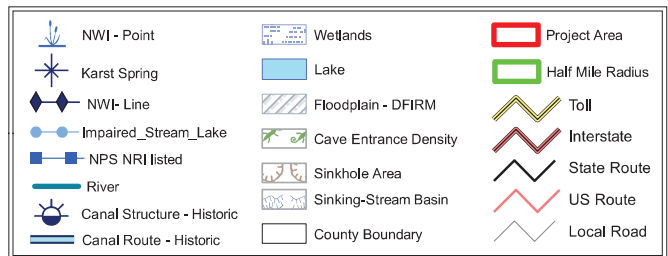 NWI - Point
Karst Spring
NWI- Line
Impaired_Stream_Lake
NPS NRI listed
River
Canal Structure - Historic
Canal Route - Historic
Wetlands
Lake
Floodplain - DFIRM
Cave Entrance Density
Sinkhole Area
Sinking-Stream Basin
County Boundary
Project Area
Half Mile Radius
Toll
Interstate
State Route
US Route
Local Road